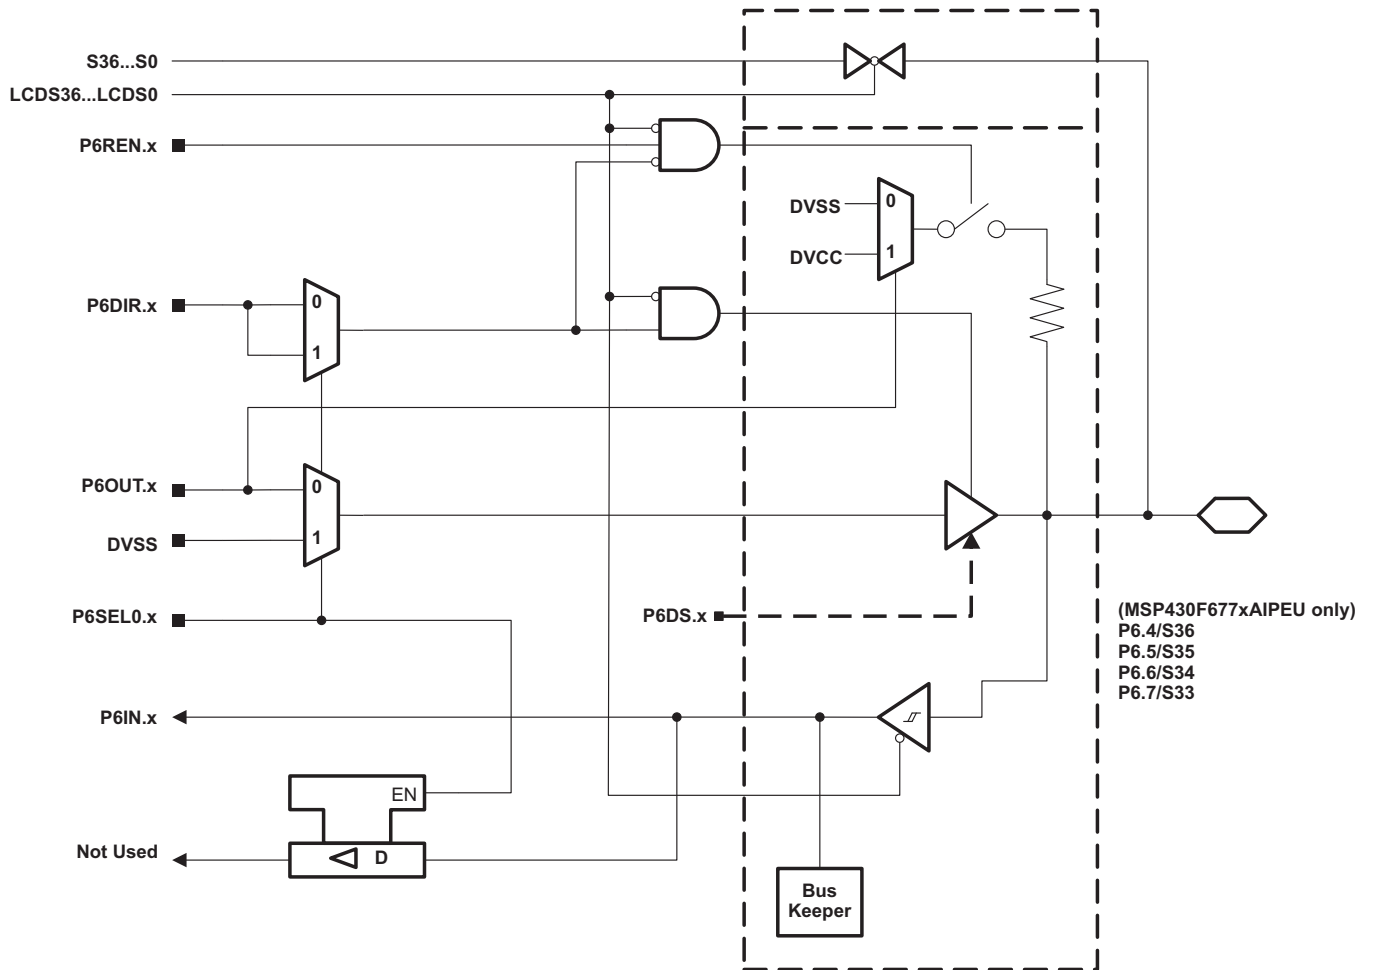 S36...S0
LCDS36...LCDS0
P6REN.x
DVSS
0
DVCC
1
P6DIR.x
0
1
P6OUT.x
0
DVSS
1
P6SEL0.x
P6DS.x
(MSP430F677xAIPEU only)
P6.4/S36
P6.5/S35
P6.6/S34
P6.7/S33
P6IN.x
EN
Not Used
D
Bus
Keeper